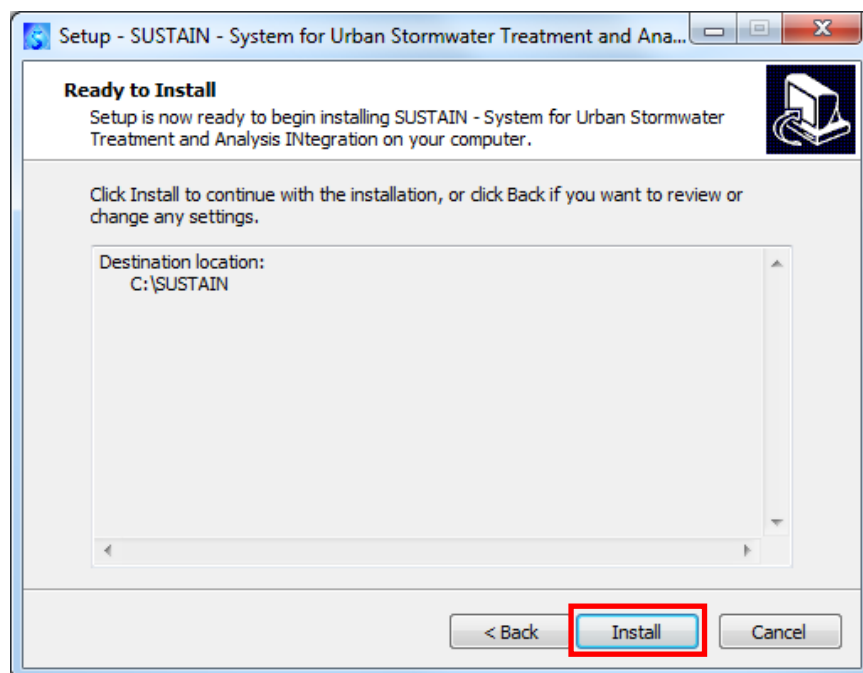 Setup - SUSTAIN - System for Urban Stormwater Treatment and Ana...
Ready to Install
Setup is now ready to begin installing SUSTAIN - System for Urban Stormwater
Treatment and Analysis INtegration on your computer.
Click Install to continue with the installation, or click Back if you want to review or
change any settings.
Destination location:
C:\SUSTAIN
< Back
Install
Cancel